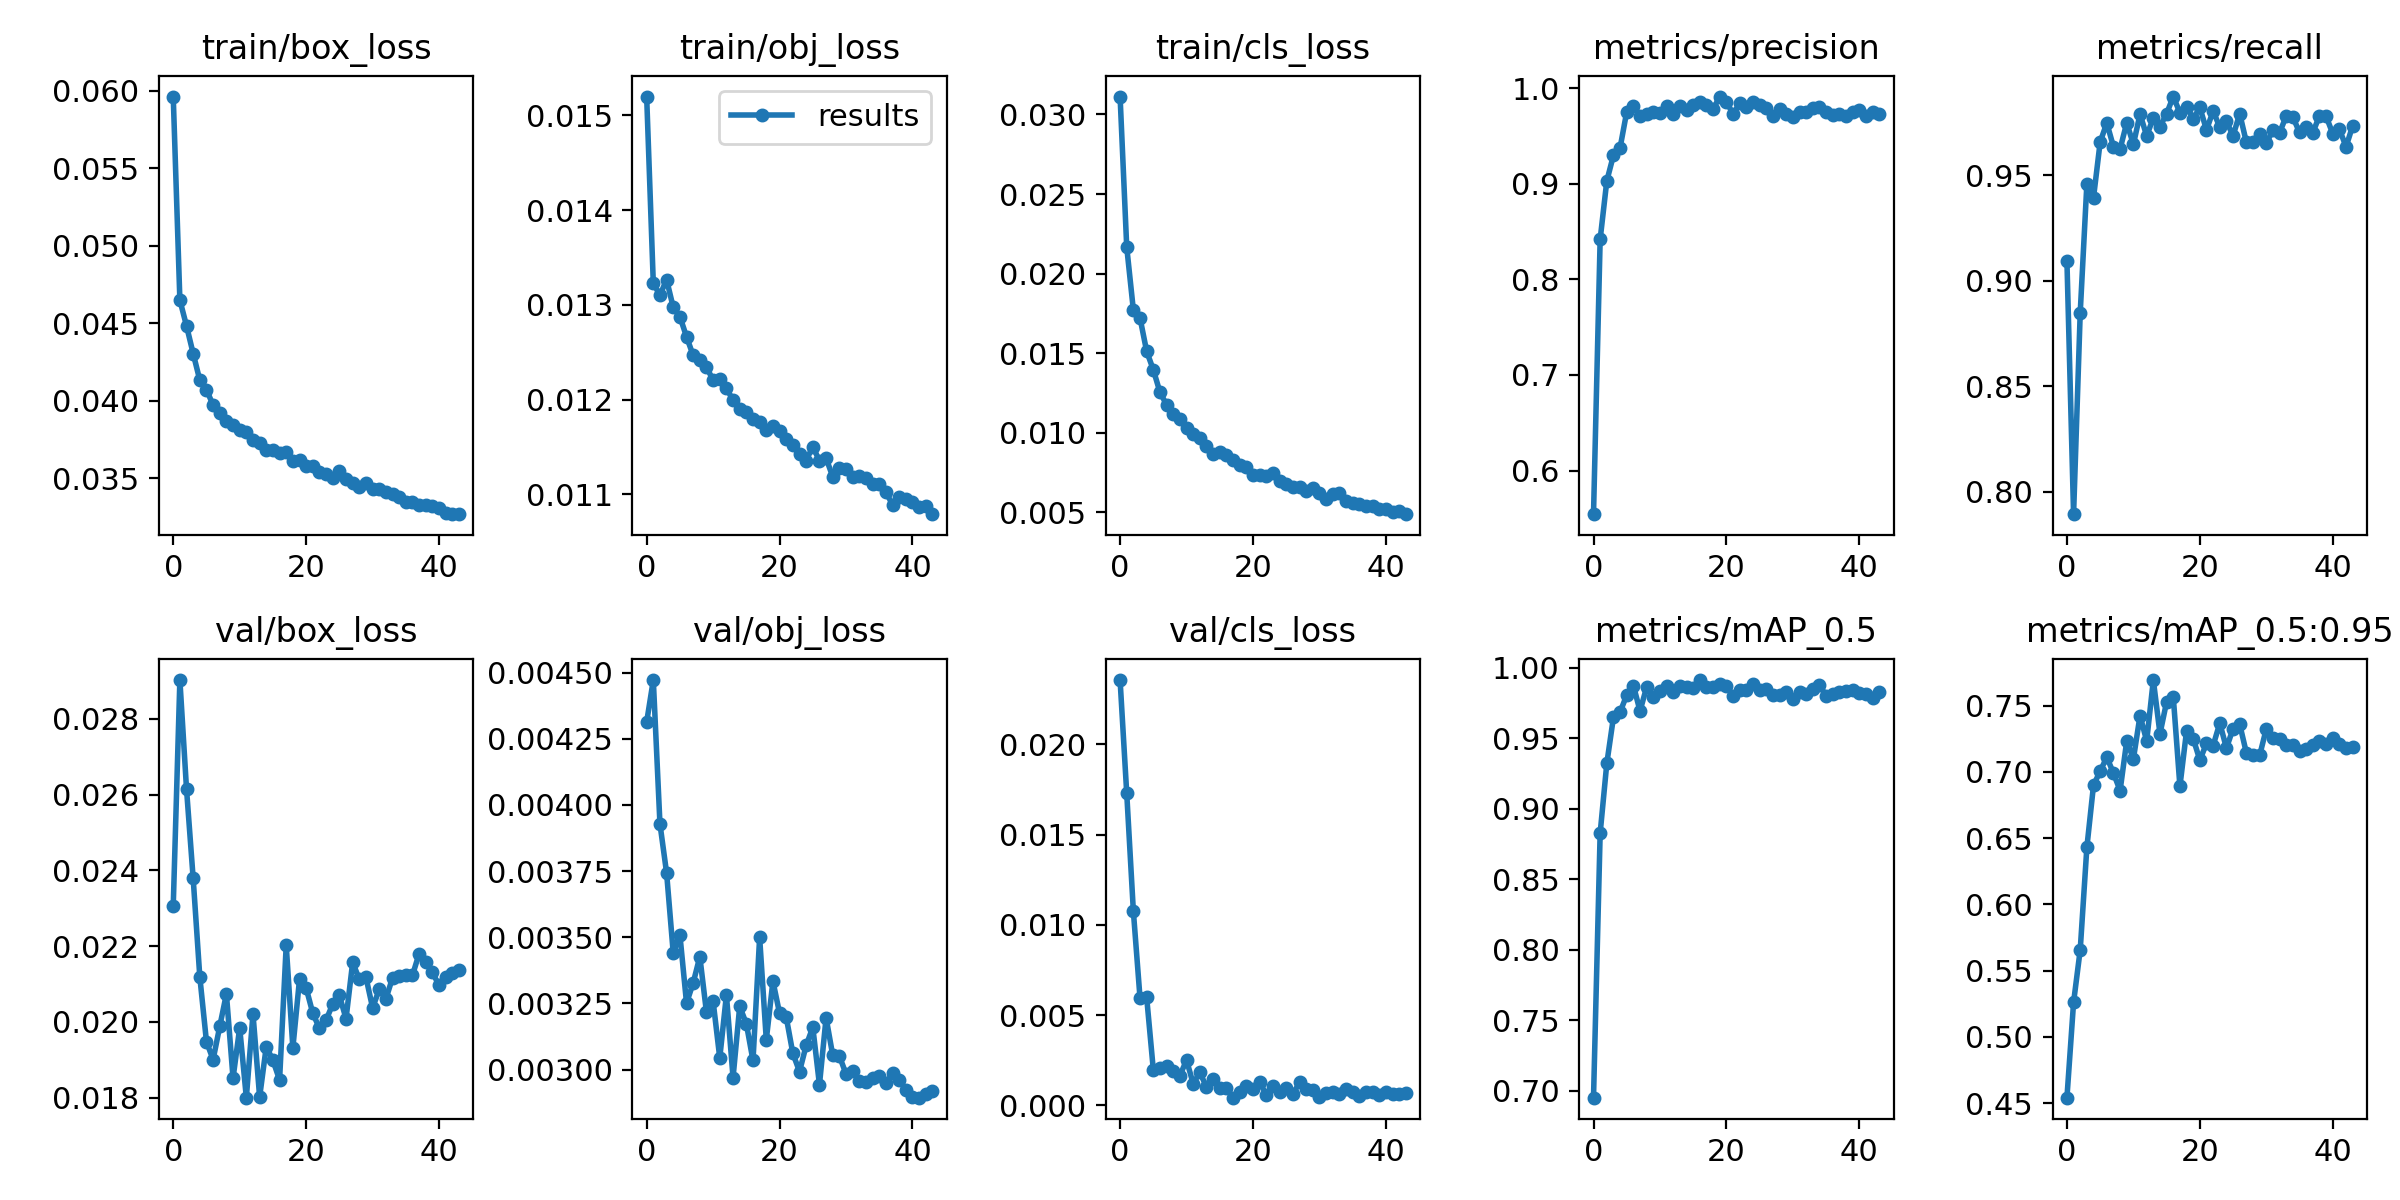 train/box_loss
0.060
0.055
0.050
0.045
0.040
0.035
0 20 40
train/obj_loss
results
0.015
0.014
0.013
0.012
0.011
0 20 40
train/cls_loss
0.030
0.025
0.020
0.015
0.010
0.005
0 20 40
metrics/precision
1.0
0.9
0.8
0.7
0.6
0 20 40
metrics/recall
0.95
0.90
0.85
0.80
0 20 40
val/box_loss
0.028
0.026
0.024
0.022
0.020
0.018
0 20 40
val/obj_loss
0.00450
0.00425
0.00400
0.00375
0.00350
0.00325
0.00300
0 20 40
val/cls_loss
0.020
0.015
0.010
0.005
0.000
0 20 40
metrics/mAP_0.5
1.00
0.95
0.90
0.85
0.80
0.75
0.70
0 20 40
metrics/mAP_0.5:0.95
0.75
0.70
0.65
0.60
0.55
0.50
0.45
0 20 40